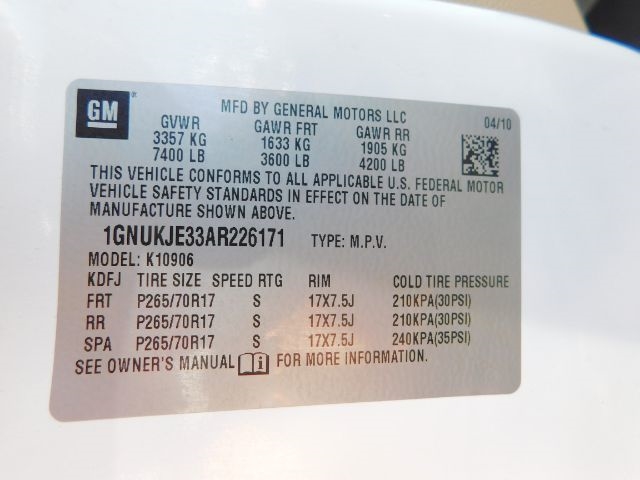 GM
MFD BY GENERAL MOTORS LLC
04/10
GVWR GAWR FRT GAWR RR
3357 KG 1633 KG 1905 KG
7400 LB 3600 LB 4200 LB
THIS VEHICLE CONFORMS TO ALL APPLICABLE U.S. FEDERAL MOTOR
VEHICLE SAFETY STANDARDS IN EFFECT ON THE DATE OF
MANUFACTURE SHOWN ABOVE.
1GNUKJE33AR226171 TYPE: M.P.V.
MODEL: K10906
KDFJ TIRE SIZE SPEED RTG RIM COLD TIRE PRESSURE
FRT P265/70R17 S 17X7.5J 210KPA(30PSI)
RR P265/70R17 S 17X7.5J 210KPA(30PSI)
SPA P265/70R17 S 17X7.5J 240KPA(35PSI)
SEE OWNER'S MANUAL i FOR MORE INFORMATION.